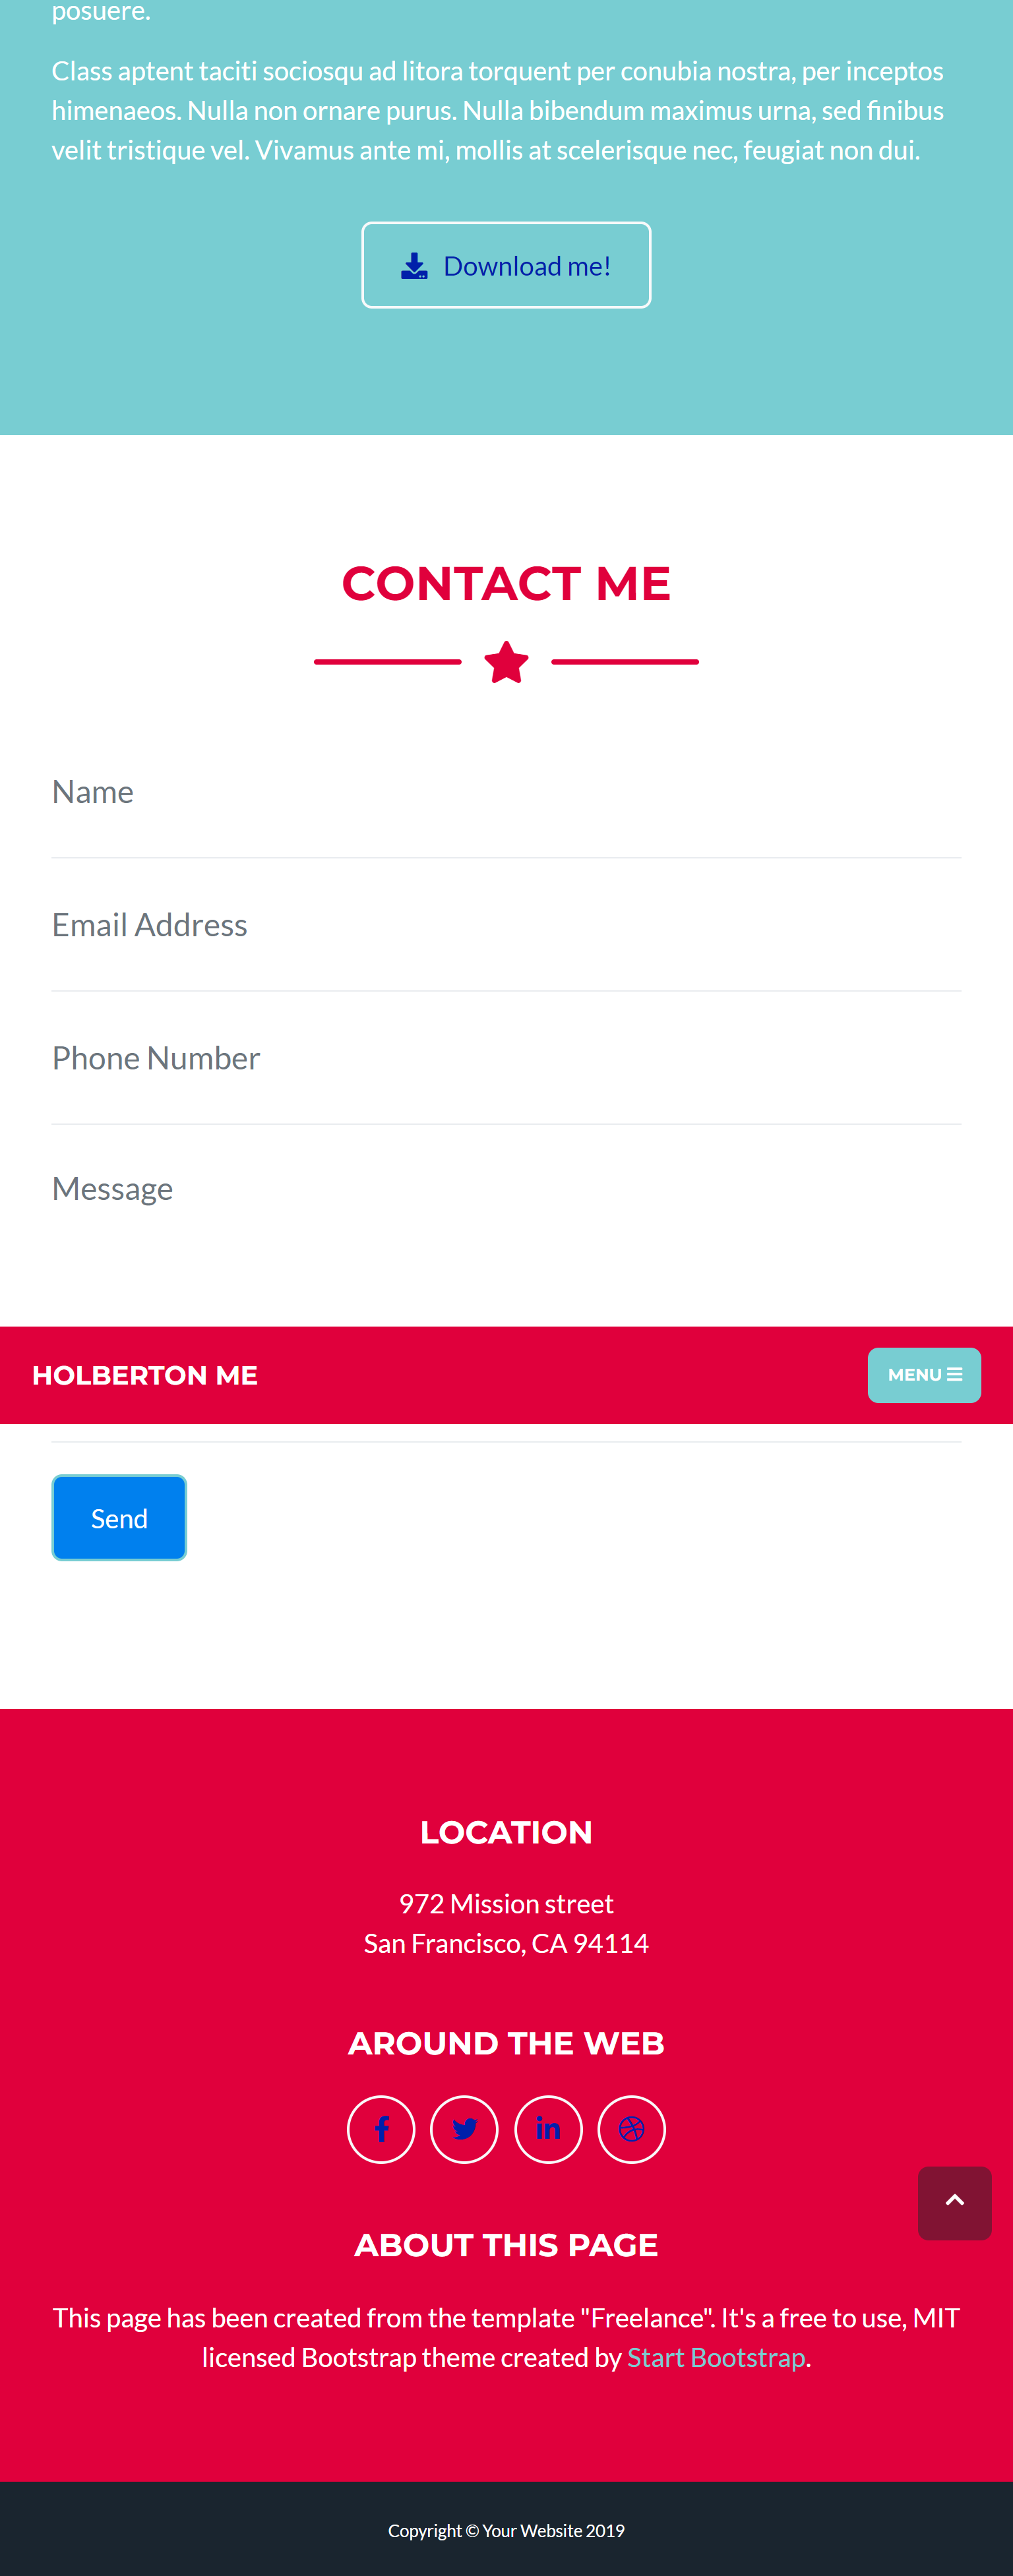 posuere.
Class aptent taciti sociosqu ad litora torquent per conubia nostra, per inceptos
himenaeos. Nulla non ornare purus. Nulla bibendum maximus urna, sed finibus
velit tristique vel. Vivamus ante mi, mollis at scelerisque nec, feugiat non dui.
Download me!
CONTACT ME
Name
Email Address
Phone Number
Message
HOLBERTON ME
MENU
Send
LOCATION
972 Mission street
San Francisco, CA 94114
AROUND THE WEB
ABOUT THIS PAGE
This page has been created from the template "Freelance". It's a free to use, MIT
licensed Bootstrap theme created by Start Bootstrap.
Copyright © Your Website 2019